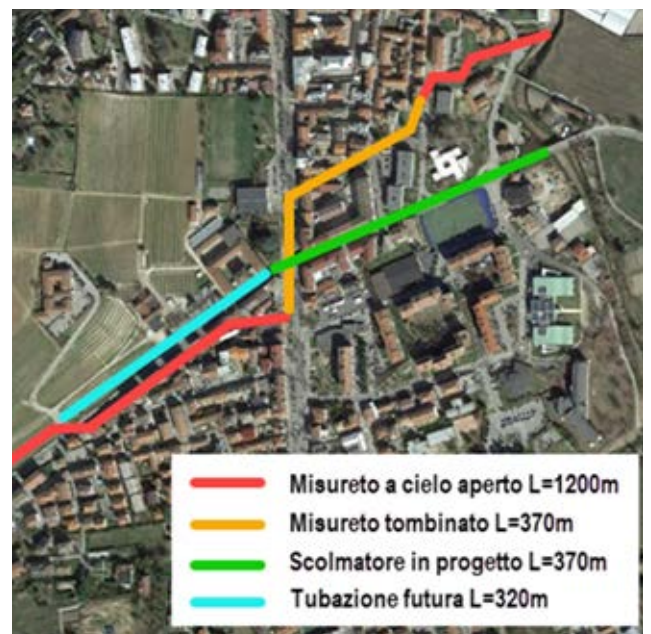 Misureto a cielo aperto L=1200m
Misureto tombinato L=370m
Scolmatore in progetto L=370m
Tubazione futura L=320m